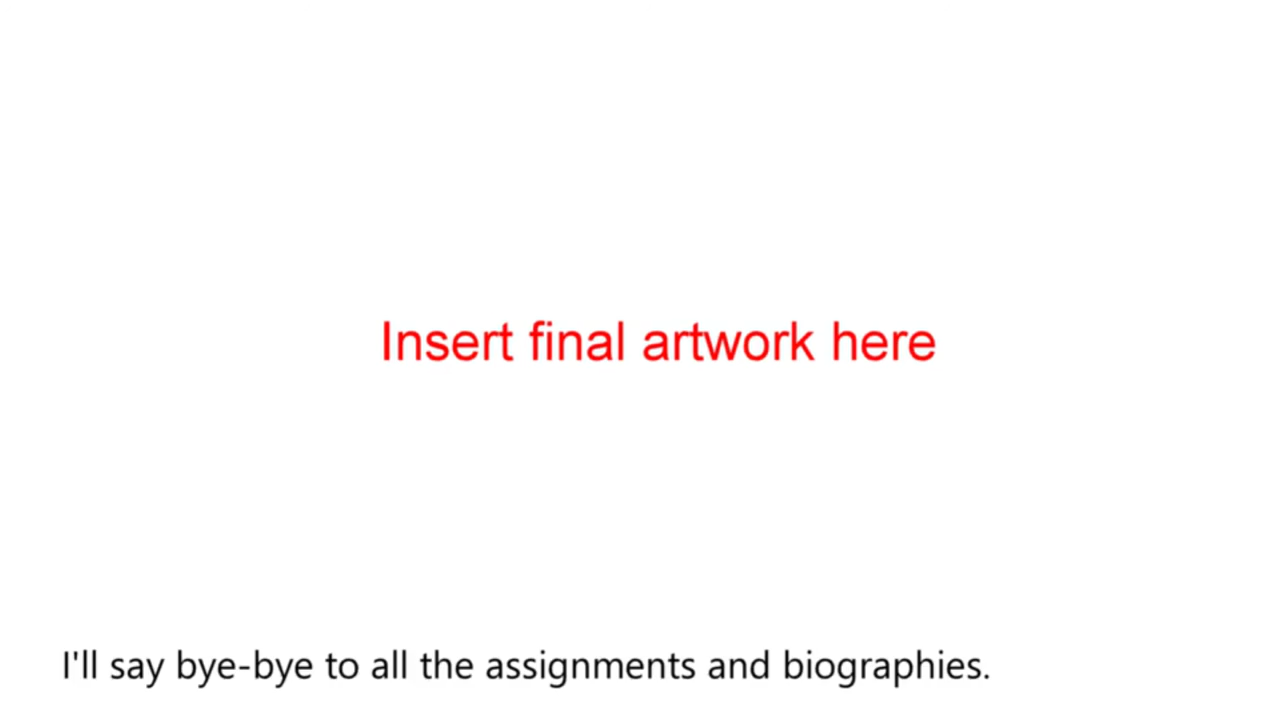 Insert final artwork here
I'll say bye-bye to all the assignments and biographies.